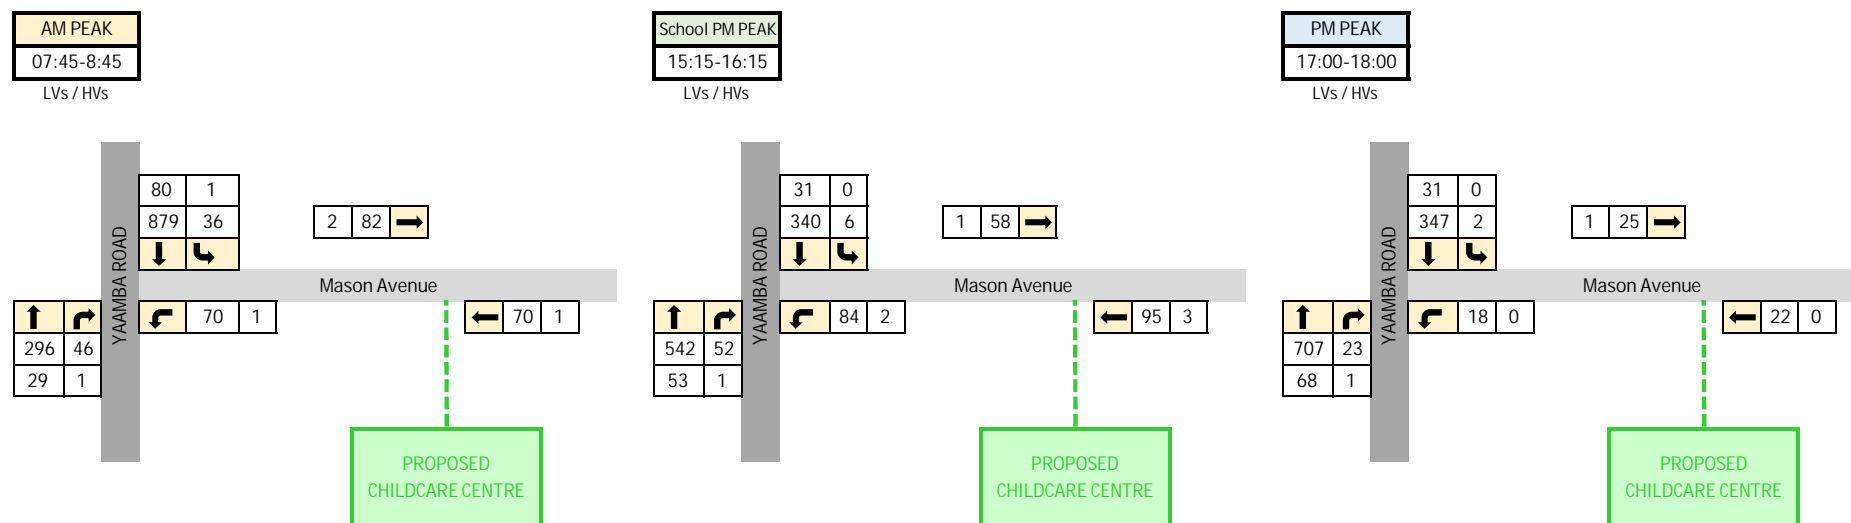 AM PEAK
07:45-8:45
LVs / HVs
80 1
879 36
2 82
YAAMBA ROAD
Mason Avenue
70 1
70 1
296 46
29 1
PROPOSED
CHILDCARE CENTRE
School PM PEAK
15:15-16:15
LVs / HVs
31 0
340 6
1 58
YAAMBA ROAD
Mason Avenue
84 2
95 3
542 52
53 1
PROPOSED
CHILDCARE CENTRE
PM PEAK
17:00-18:00
LVs / HVs
31 0
347 2
1 25
YAAMBA ROAD
Mason Avenue
18 0
22 0
707 23
68 1
PROPOSED
CHILDCARE CENTRE